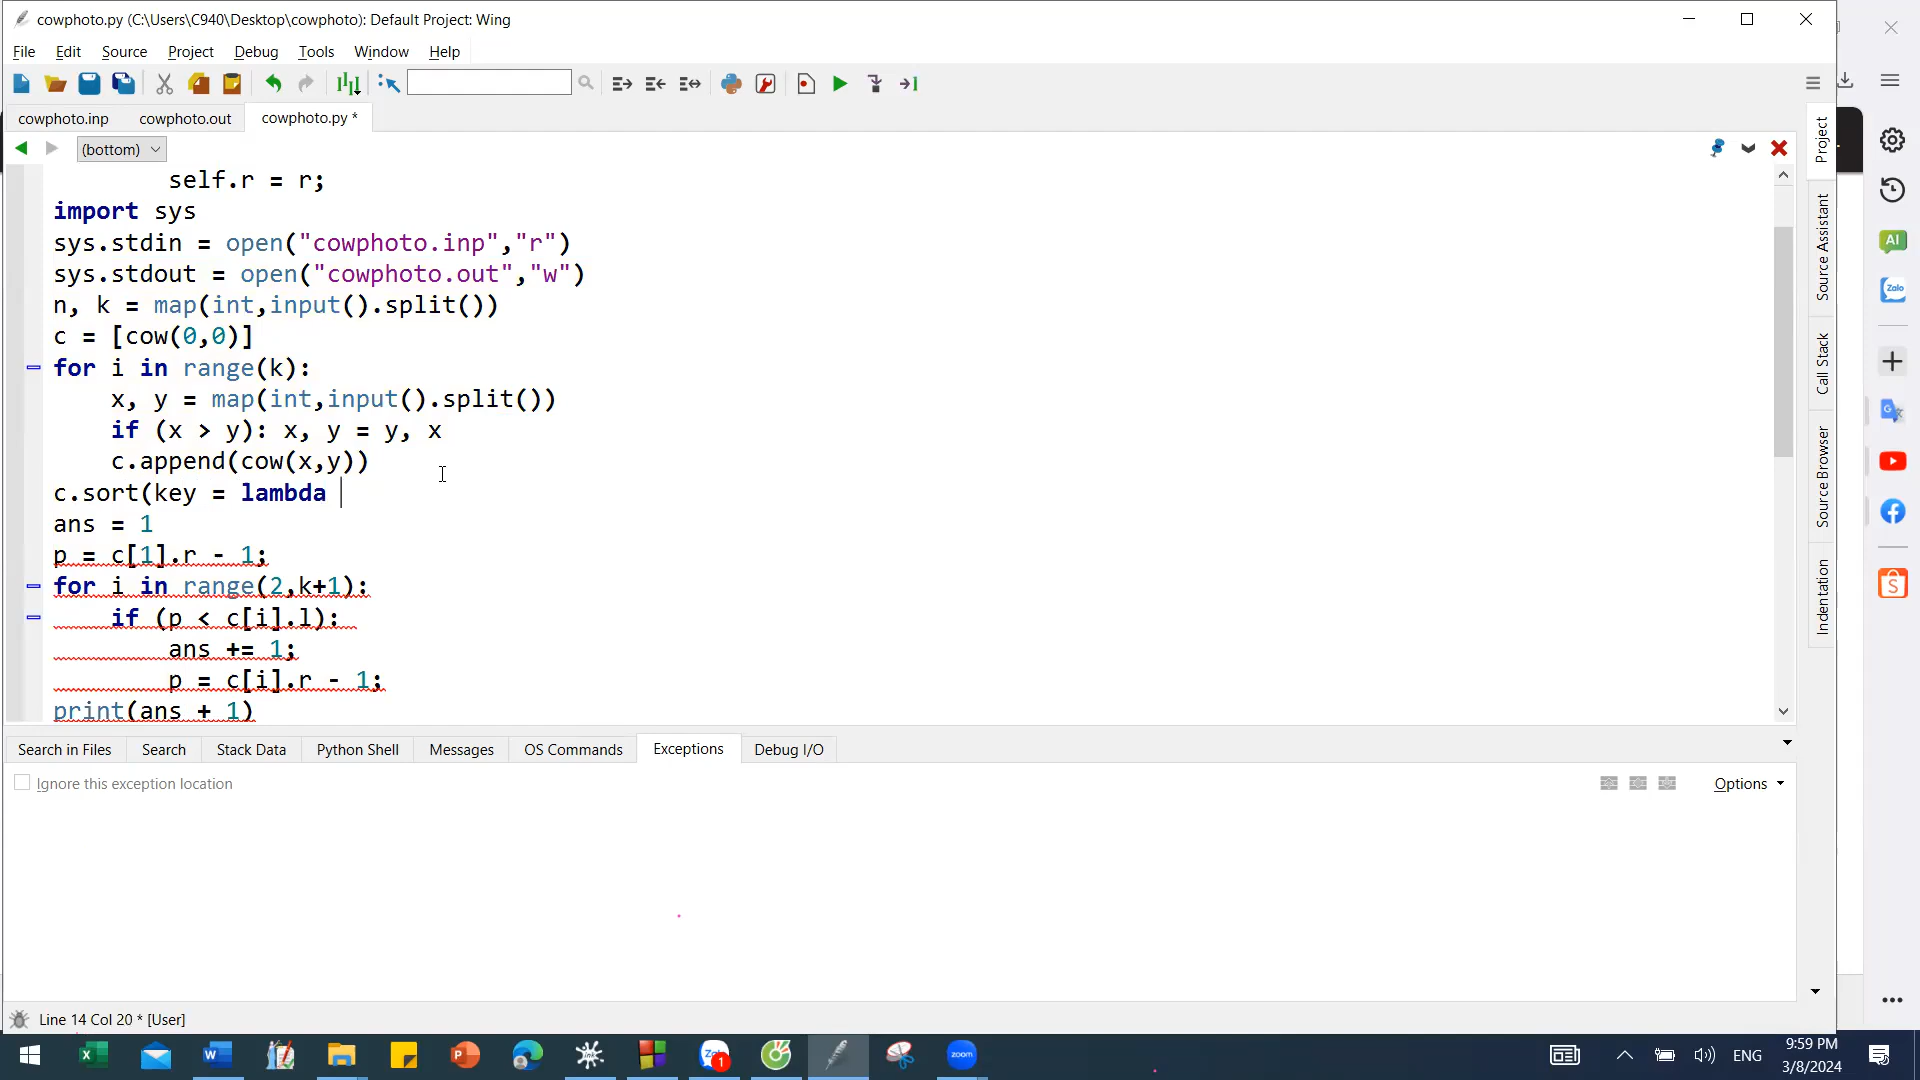 cowphoto.py (C:\Users\C940\Desktop\cowphoto): Default Project: Wing
File Edit Source Project Debug Tools Window Help
cowphoto.inp cowphoto.out cowphoto.py *
(bottom)
self.r = r;
import sys
sys.stdin = open("cowphoto.inp","r")
sys.stdout = open("cowphoto.out","w")
n, k = map(int,input().split())
c = [cow(0,0)]
for i in range(k):
x, y = map(int,input().split())
if (x > y): x, y = y, x
c.append(cow(x,y))
c.sort(key = lambda
ans = 1
p = c[1].r - 1;
for i in range(2,k+1):
if (p < c[i].l):
ans += 1;
p = c[i].r - 1;
print(ans + 1)
Project
Source Assistant
Call Stack
Source Browser
Indentation
AI
Zalo
Search in Files Search Stack Data Python Shell Messages OS Commands Exceptions Debug I/O
Ignore this exception location
Options
Line 14 Col 20 * [User]
zoom
1
ENG
9:59 PM
3/8/2024